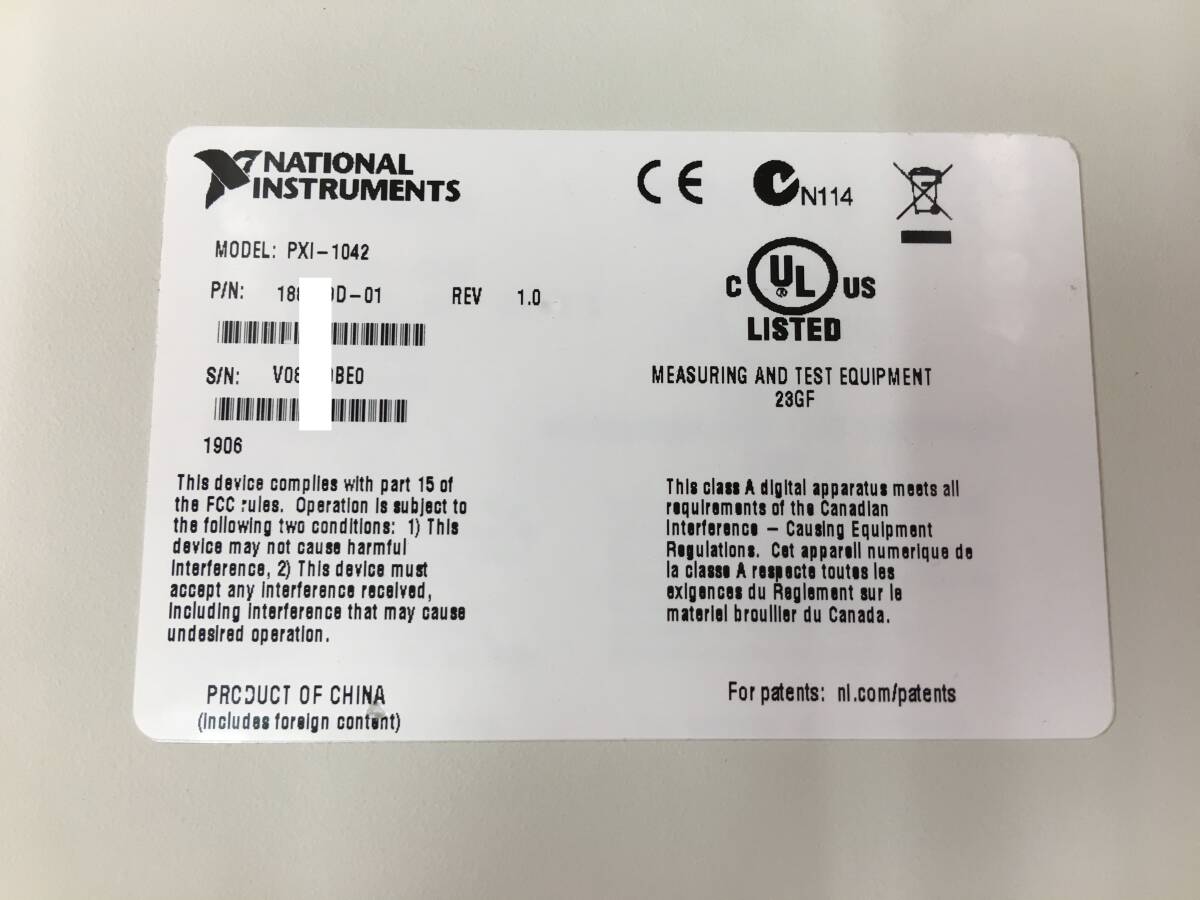 NATIONAL
INSTRUMENTS
CE N114
MODEL: PXI-1042
P/N: REV 1.0
S/N:
1906
C UL US
®
LISTED
MEASURING AND TEST EQUIPMENT
23GF
This device complies with part 15 of
the FCC rules. Operation is subject to
the following two conditions: 1) This
device may not cause harmful
interference, 2) This device must
accept any interference received,
including interference that may cause
undesired operation.
This class A digital apparatus meets all
requirements of the Canadian
Interference – Causing Equipment
Regulations. Cet appareil numerique de
la classe A respecte toutes les
exigences du Reglement sur le
materiel brouillier du Canada.
PRODUCT OF CHINA
(includes foreign content)
For patents: ni.com/patents